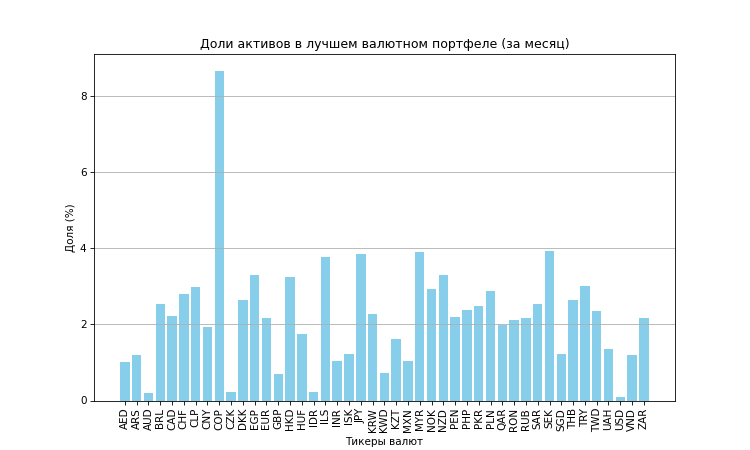 Доли активов в лучшем валютном портфеле (за месяц)
8
6
4
2
0
Доля (%)
AED
ARS
AUD
BRL
CAD
CHF
CLP
CNY
COP
CZK
DKK
EGP
EUR
GBP
HKD
HUF
IDR
ILS
INR
ISK
JPY
KRW
KWD
KZT
MXN
MYR
NOK
NZD
PEN
PHP
PKR
PLN
QAR
RON
RUB
SAR
SEK
SGD
THB
TRY
TWD
UAH
USD
VND
ZAR
Тикеры валют